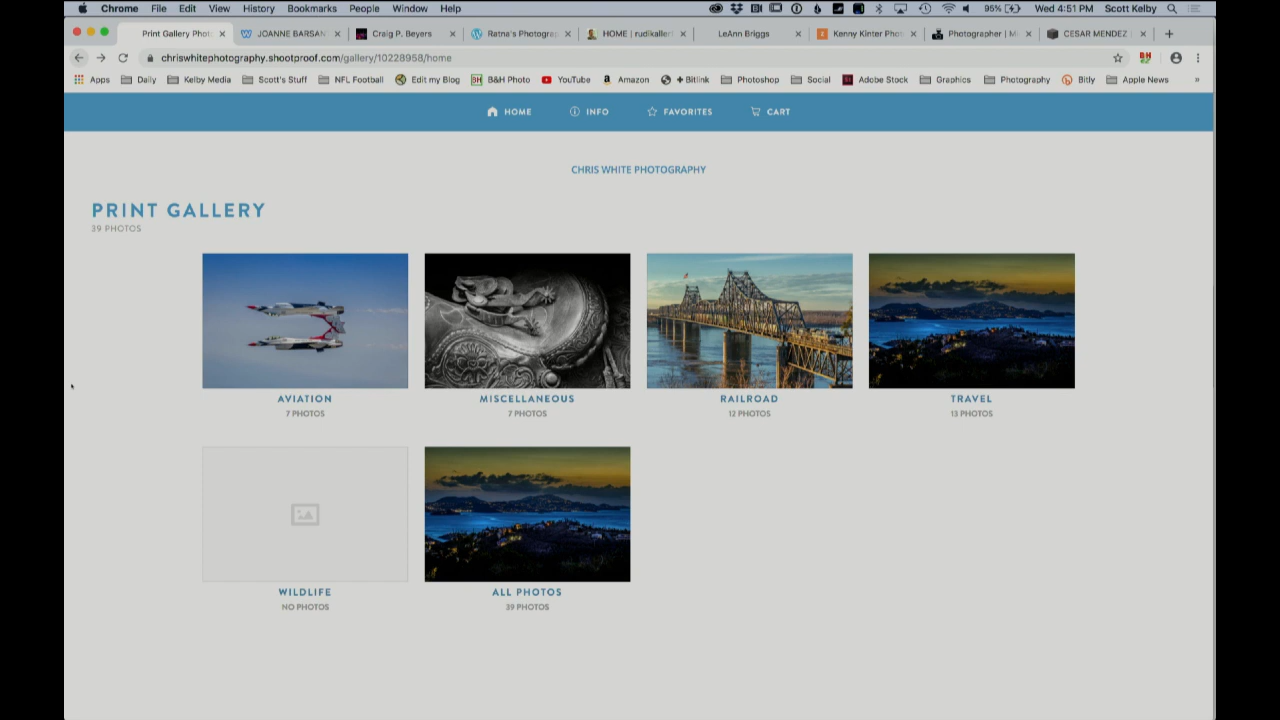 Chrome File Edit View History Bookmarks People Window Help 95% Wed 4:51 PM Scott Kelby
Print Gallery Phot JOANNE BARSAN Craig P. Beyers Ratna's Photograp HOME | rudikaller LeAnn Briggs Kenny Kinter Phot Photographer | M CESAR MENDEZ
chriswhitephotography.shootproof.com/gallery/10228958/home
Apps Daily Kelby Media Scott's Stuff NFL Football Edit my Blog BH B&H Photo YouTube Amazon + Bitlink Photoshop Social Adobe Stock Graphics Photography Bitly Apple News »
HOME INFO FAVORITES CART
CHRIS WHITE PHOTOGRAPHY
PRINT GALLERY
39 PHOTOS
AVIATION MISCELLANEOUS RAILROAD TRAVEL
7 PHOTOS 7 PHOTOS 12 PHOTOS 13 PHOTOS
WILDLIFE ALL PHOTOS
NO PHOTOS 39 PHOTOS